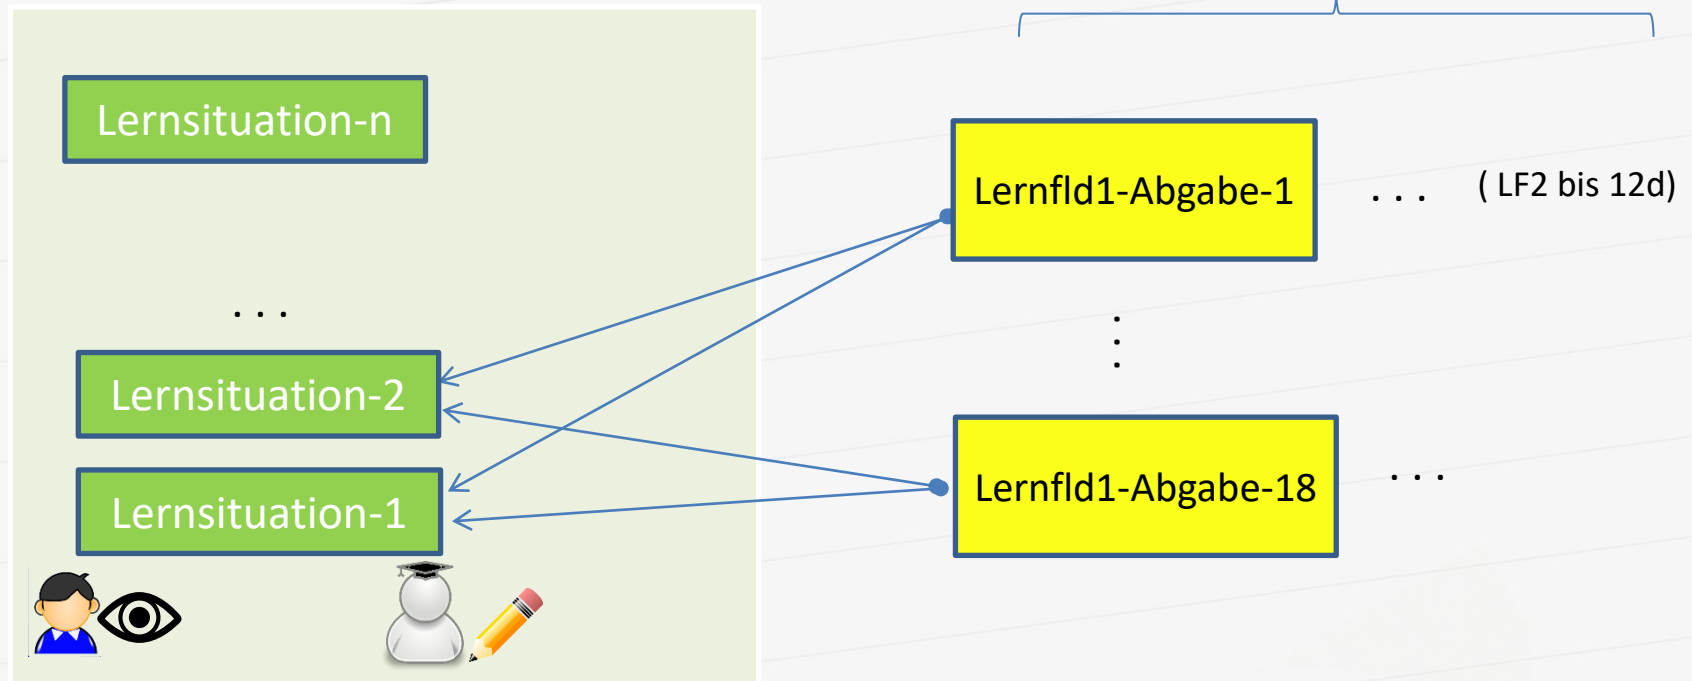 Lernsituation-n
. . .
Lernsituation-2
Lernsituation-1
Lernfld1-Abgabe-1
. . .
( LF2 bis 12d)
. . .
Lernfld1-Abgabe-18
. . .